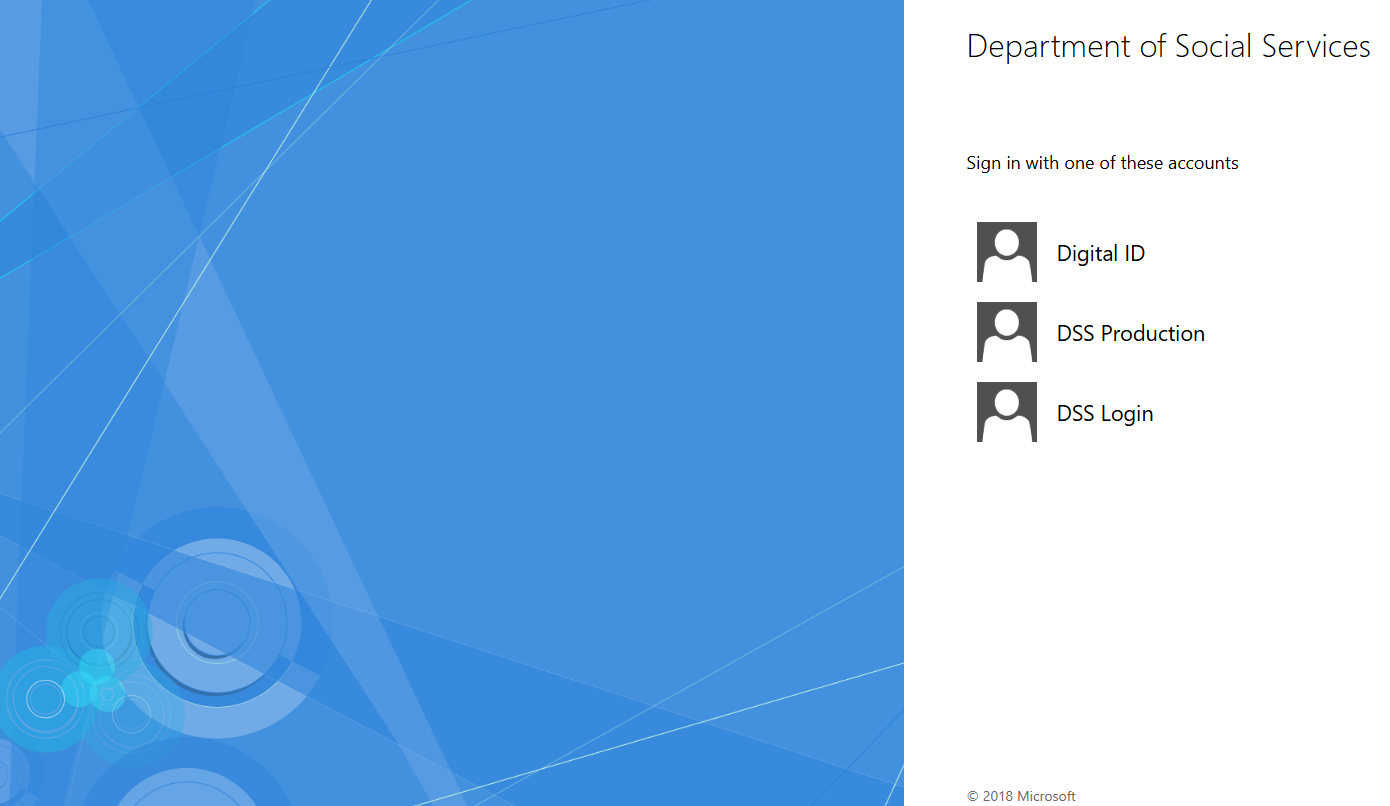 Department of Social Services
Sign in with one of these accounts
Digital ID
DSS Production
DSS Login
© 2018 Microsoft